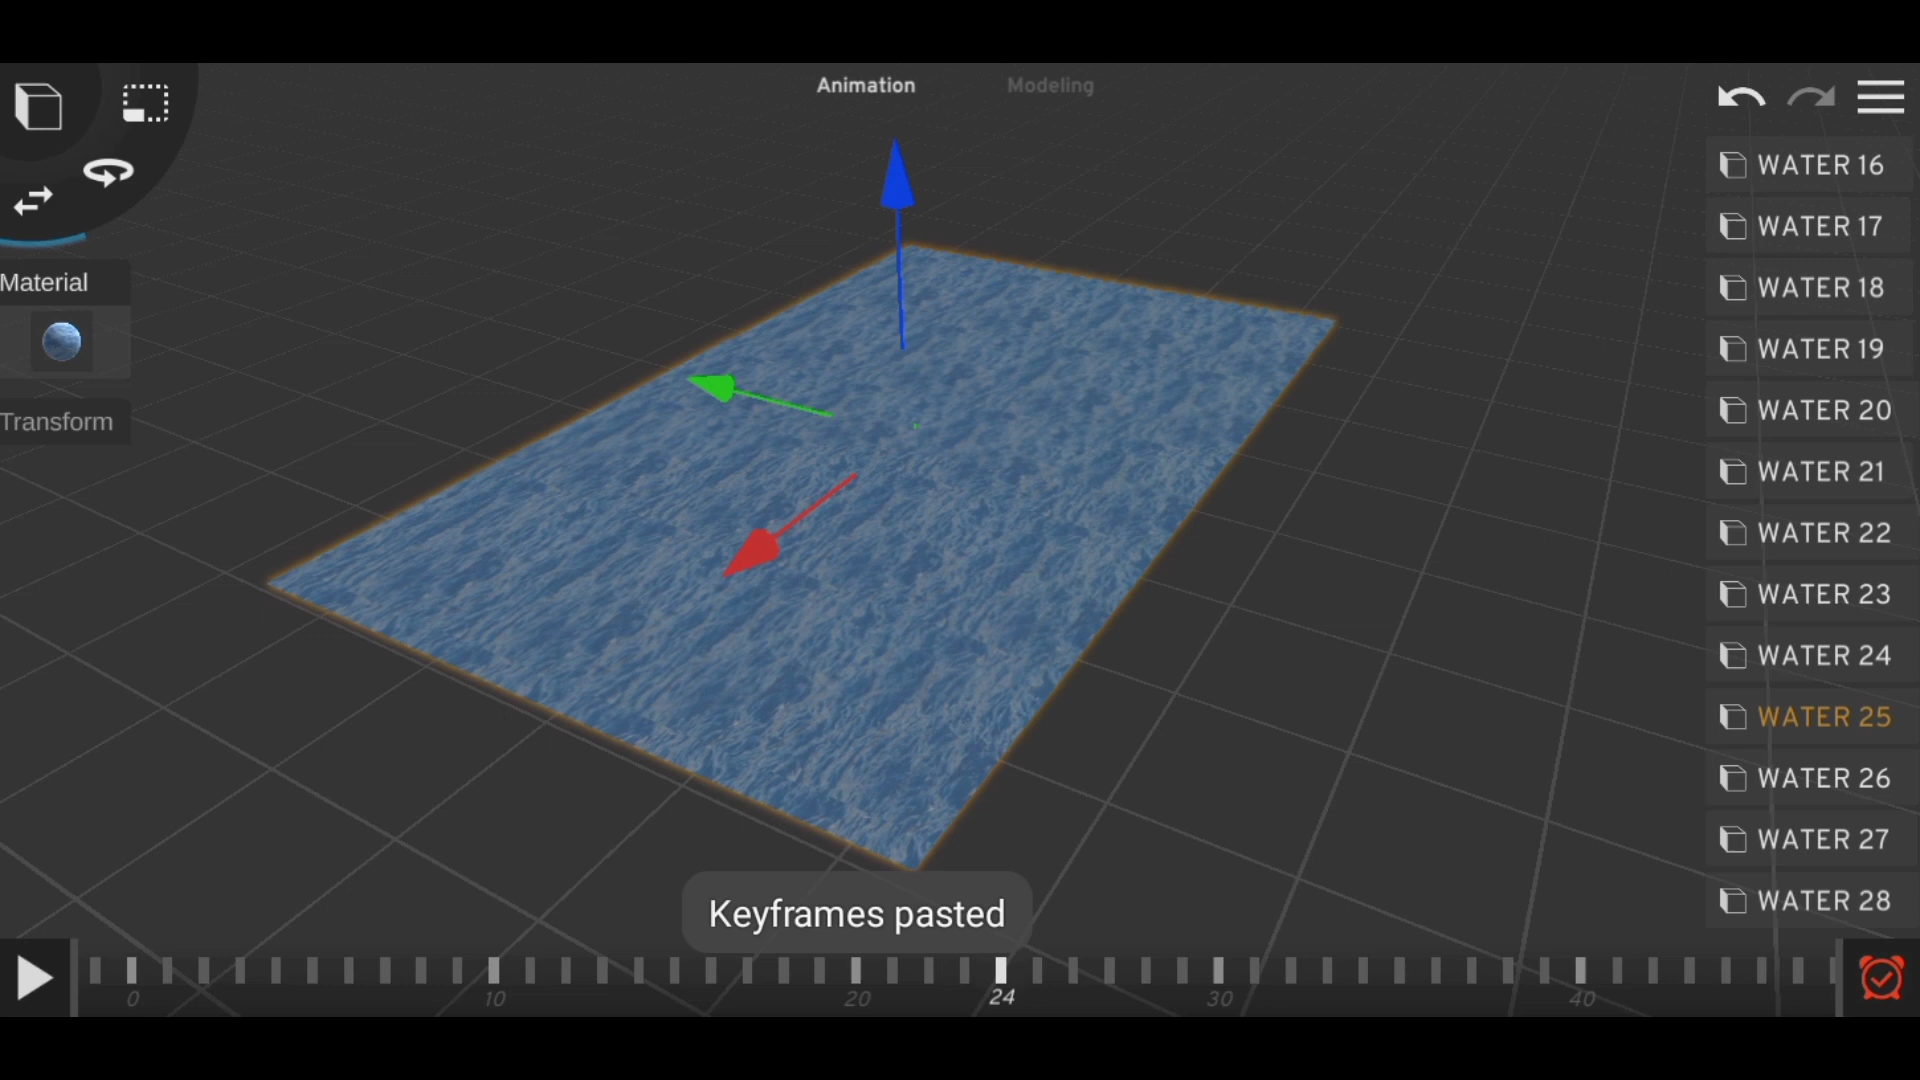 Animation
Modeling
Material
Transform
WATER 16
WATER 17
WATER 18
WATER 19
WATER 20
WATER 21
WATER 22
WATER 23
WATER 24
WATER 25
WATER 26
WATER 27
WATER 28
Keyframes pasted
0 10 20 24 30 40